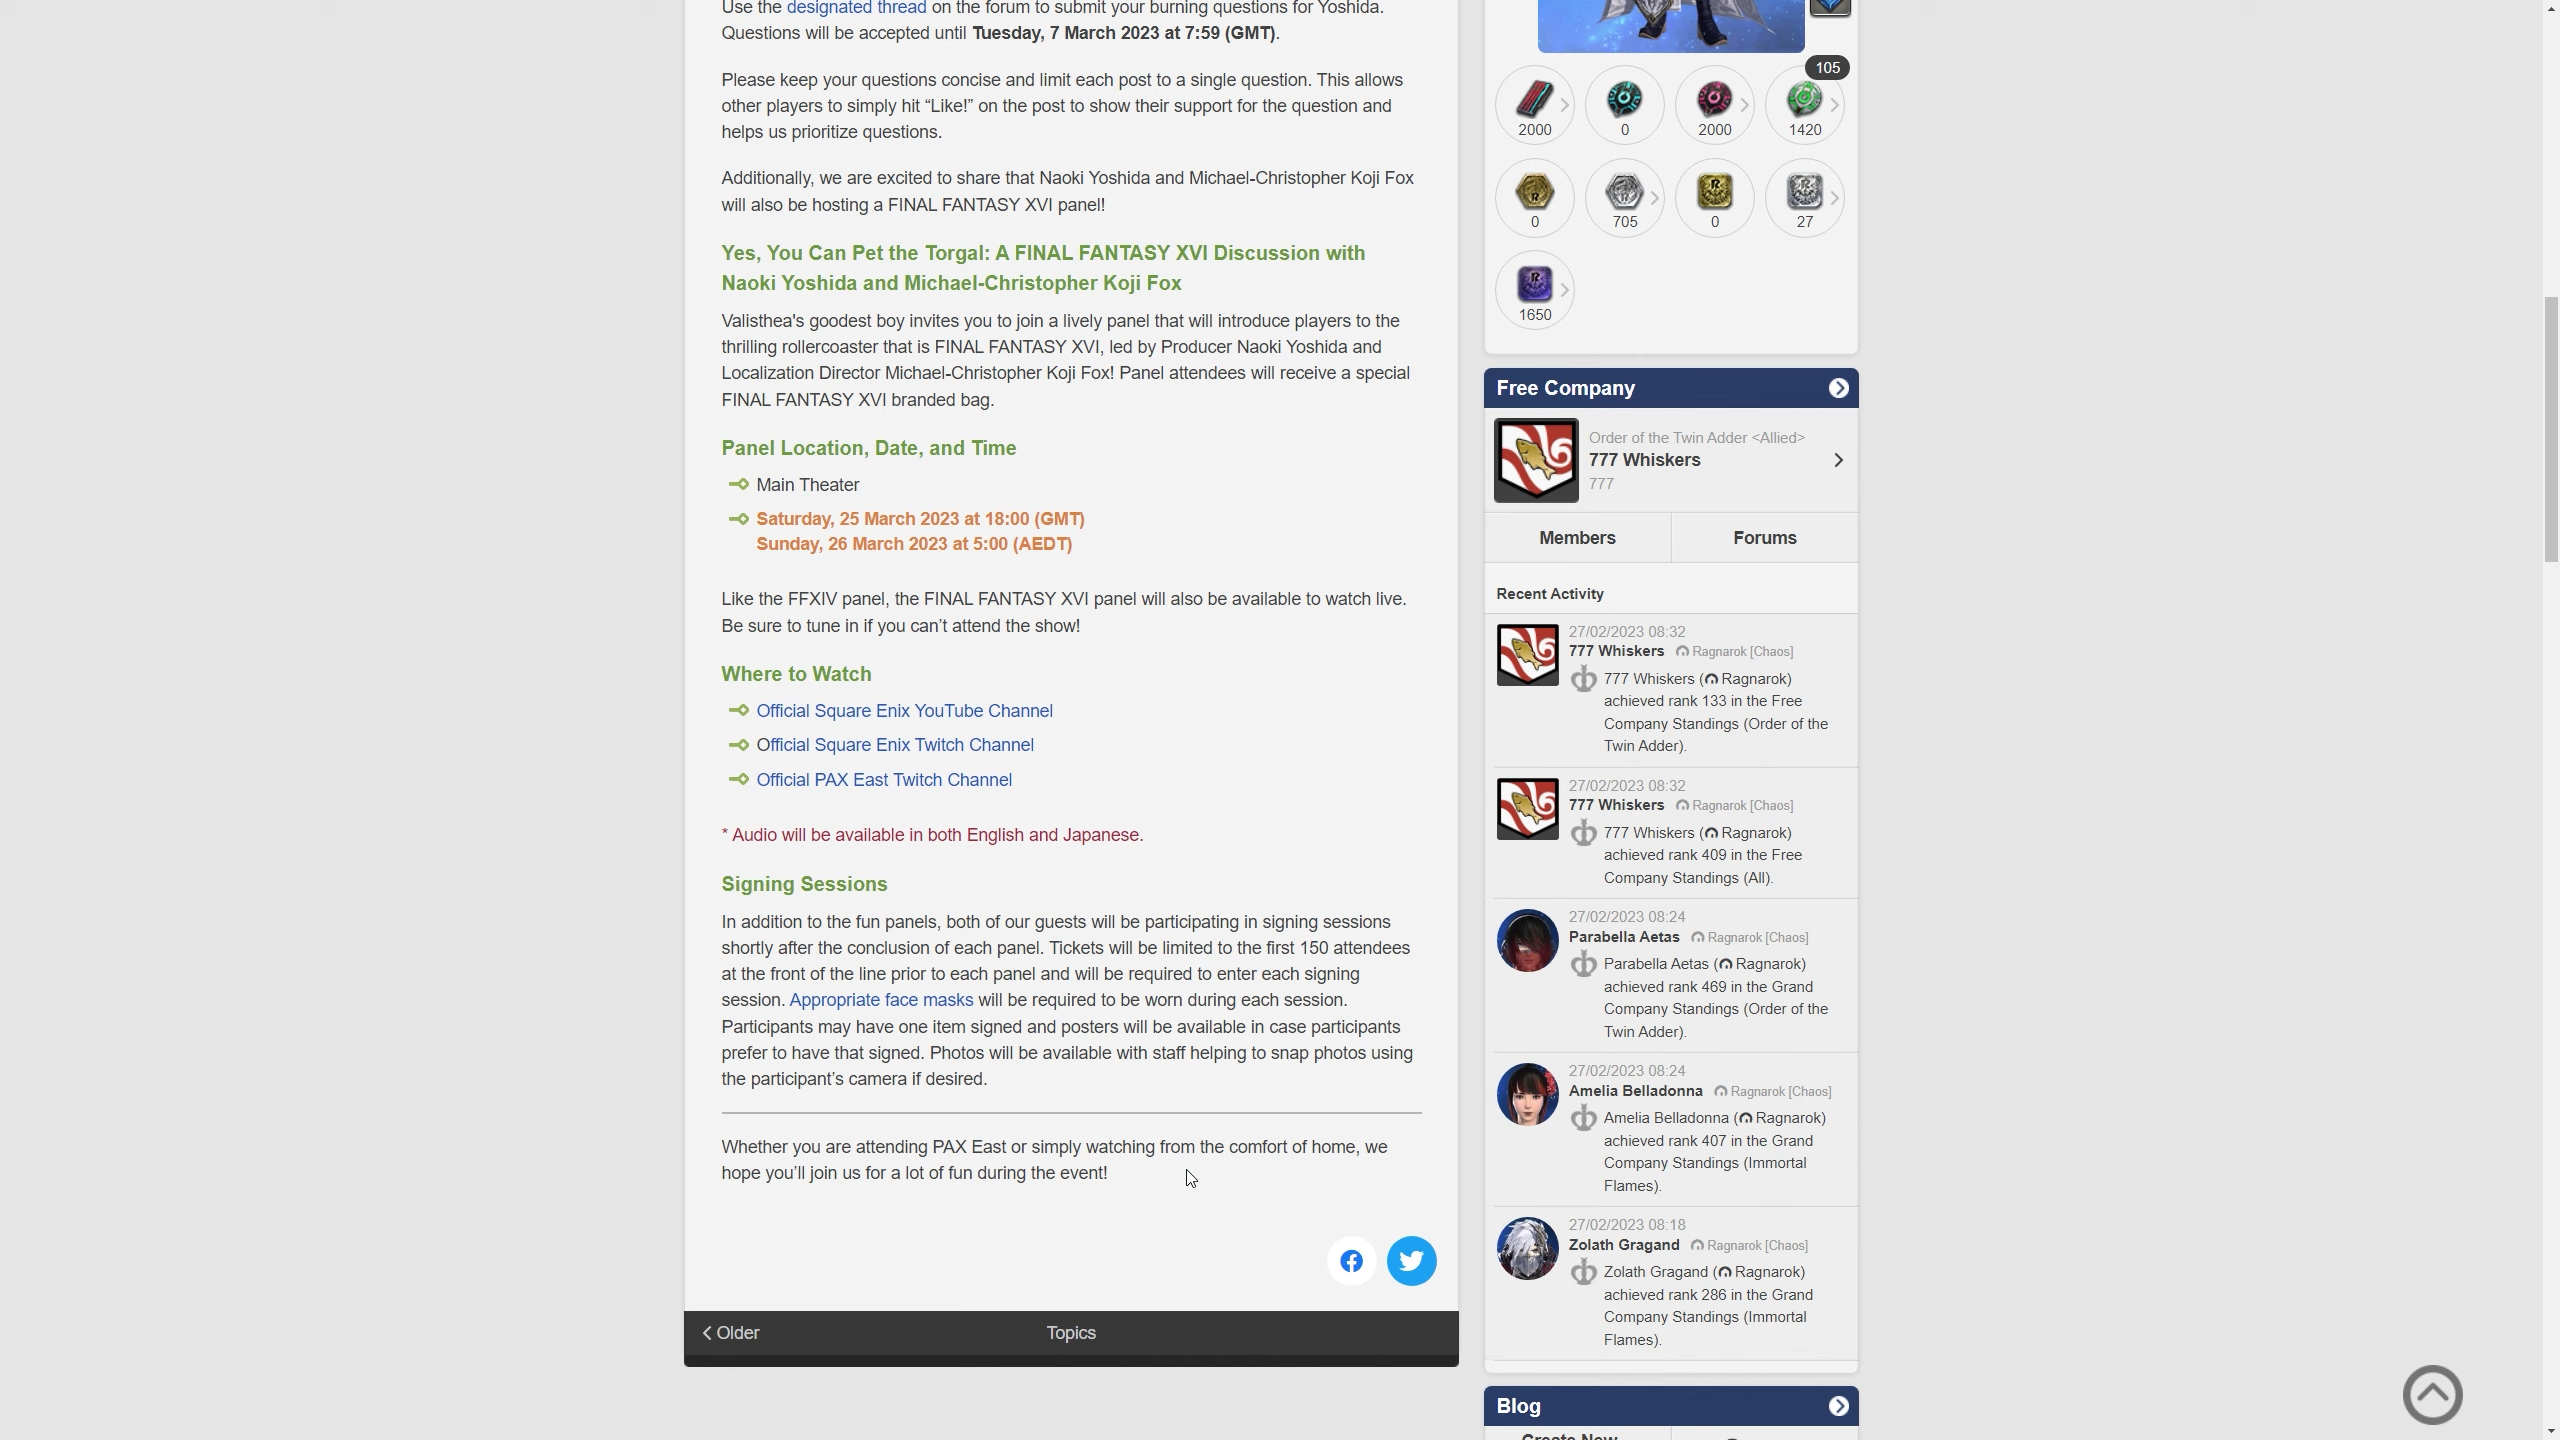 Use the designated thread on the forum to submit your burning questions for Yoshida.
Questions will be accepted until Tuesday, 7 March 2023 at 7:59 (GMT).
Please keep your questions concise and limit each post to a single question. This allows
other players to simply hit “Like!” on the post to show their support for the question and
helps us prioritize questions.
Additionally, we are excited to share that Naoki Yoshida and Michael-Christopher Koji Fox
will also be hosting a FINAL FANTASY XVI panel!
Yes, You Can Pet the Torgal: A FINAL FANTASY XVI Discussion with
Naoki Yoshida and Michael-Christopher Koji Fox
Valisthea's goodest boy invites you to join a lively panel that will introduce players to the
thrilling rollercoaster that is FINAL FANTASY XVI, led by Producer Naoki Yoshida and
Localization Director Michael-Christopher Koji Fox! Panel attendees will receive a special
FINAL FANTASY XVI branded bag.
Panel Location, Date, and Time
Main Theater
Saturday, 25 March 2023 at 18:00 (GMT)
Sunday, 26 March 2023 at 5:00 (AEDT)
Like the FFXIV panel, the FINAL FANTASY XVI panel will also be available to watch live.
Be sure to tune in if you can’t attend the show!
Where to Watch
Official Square Enix YouTube Channel
Official Square Enix Twitch Channel
Official PAX East Twitch Channel
* Audio will be available in both English and Japanese.
Signing Sessions
In addition to the fun panels, both of our guests will be participating in signing sessions
shortly after the conclusion of each panel. Tickets will be limited to the first 150 attendees
at the front of the line prior to each panel and will be required to enter each signing
session. Appropriate face masks will be required to be worn during each session.
Participants may have one item signed and posters will be available in case participants
prefer to have that signed. Photos will be available with staff helping to snap photos using
the participant’s camera if desired.
Whether you are attending PAX East or simply watching from the comfort of home, we
hope you’ll join us for a lot of fun during the event!
Older
Topics
105
2000
0
2000
1420
0
705
0
27
1650
Free Company
Order of the Twin Adder <Allied>
777 Whiskers
777
Members
Forums
Recent Activity
27/02/2023 08:32
777 Whiskers Ragnarok [Chaos]
777 Whiskers (Ragnarok)
achieved rank 133 in the Free
Company Standings (Order of the
Twin Adder).
27/02/2023 08:32
777 Whiskers Ragnarok [Chaos]
777 Whiskers (Ragnarok)
achieved rank 409 in the Free
Company Standings (All).
27/02/2023 08:24
Parabella Aetas Ragnarok [Chaos]
Parabella Aetas (Ragnarok)
achieved rank 469 in the Grand
Company Standings (Order of the
Twin Adder).
27/02/2023 08:24
Amelia Belladonna Ragnarok [Chaos]
Amelia Belladonna (Ragnarok)
achieved rank 407 in the Grand
Company Standings (Immortal
Flames).
27/02/2023 08:18
Zolath Gragand Ragnarok [Chaos]
Zolath Gragand (Ragnarok)
achieved rank 286 in the Grand
Company Standings (Immortal
Flames).
Blog
Create New